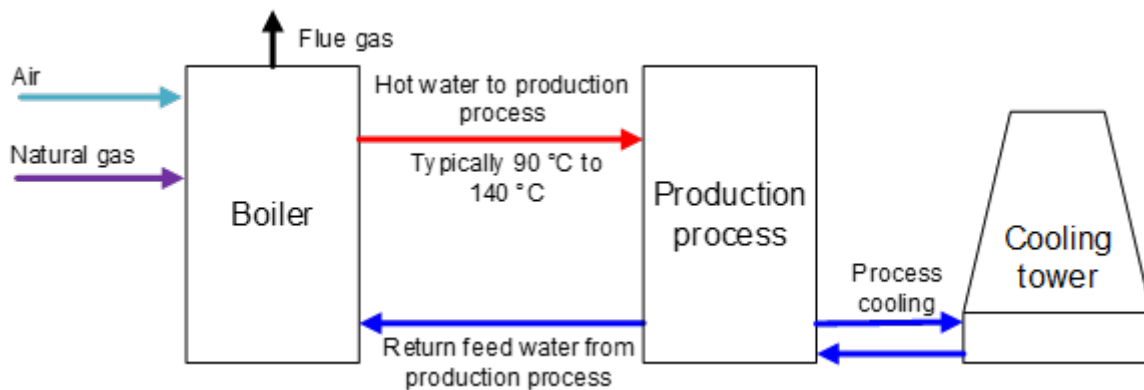 Flue gas
Air
Natural gas
Boiler
Hot water to production
process
Typically 90 °C to
140 °C
Return feed water from
production process
Production
process
Process
cooling
Cooling
tower